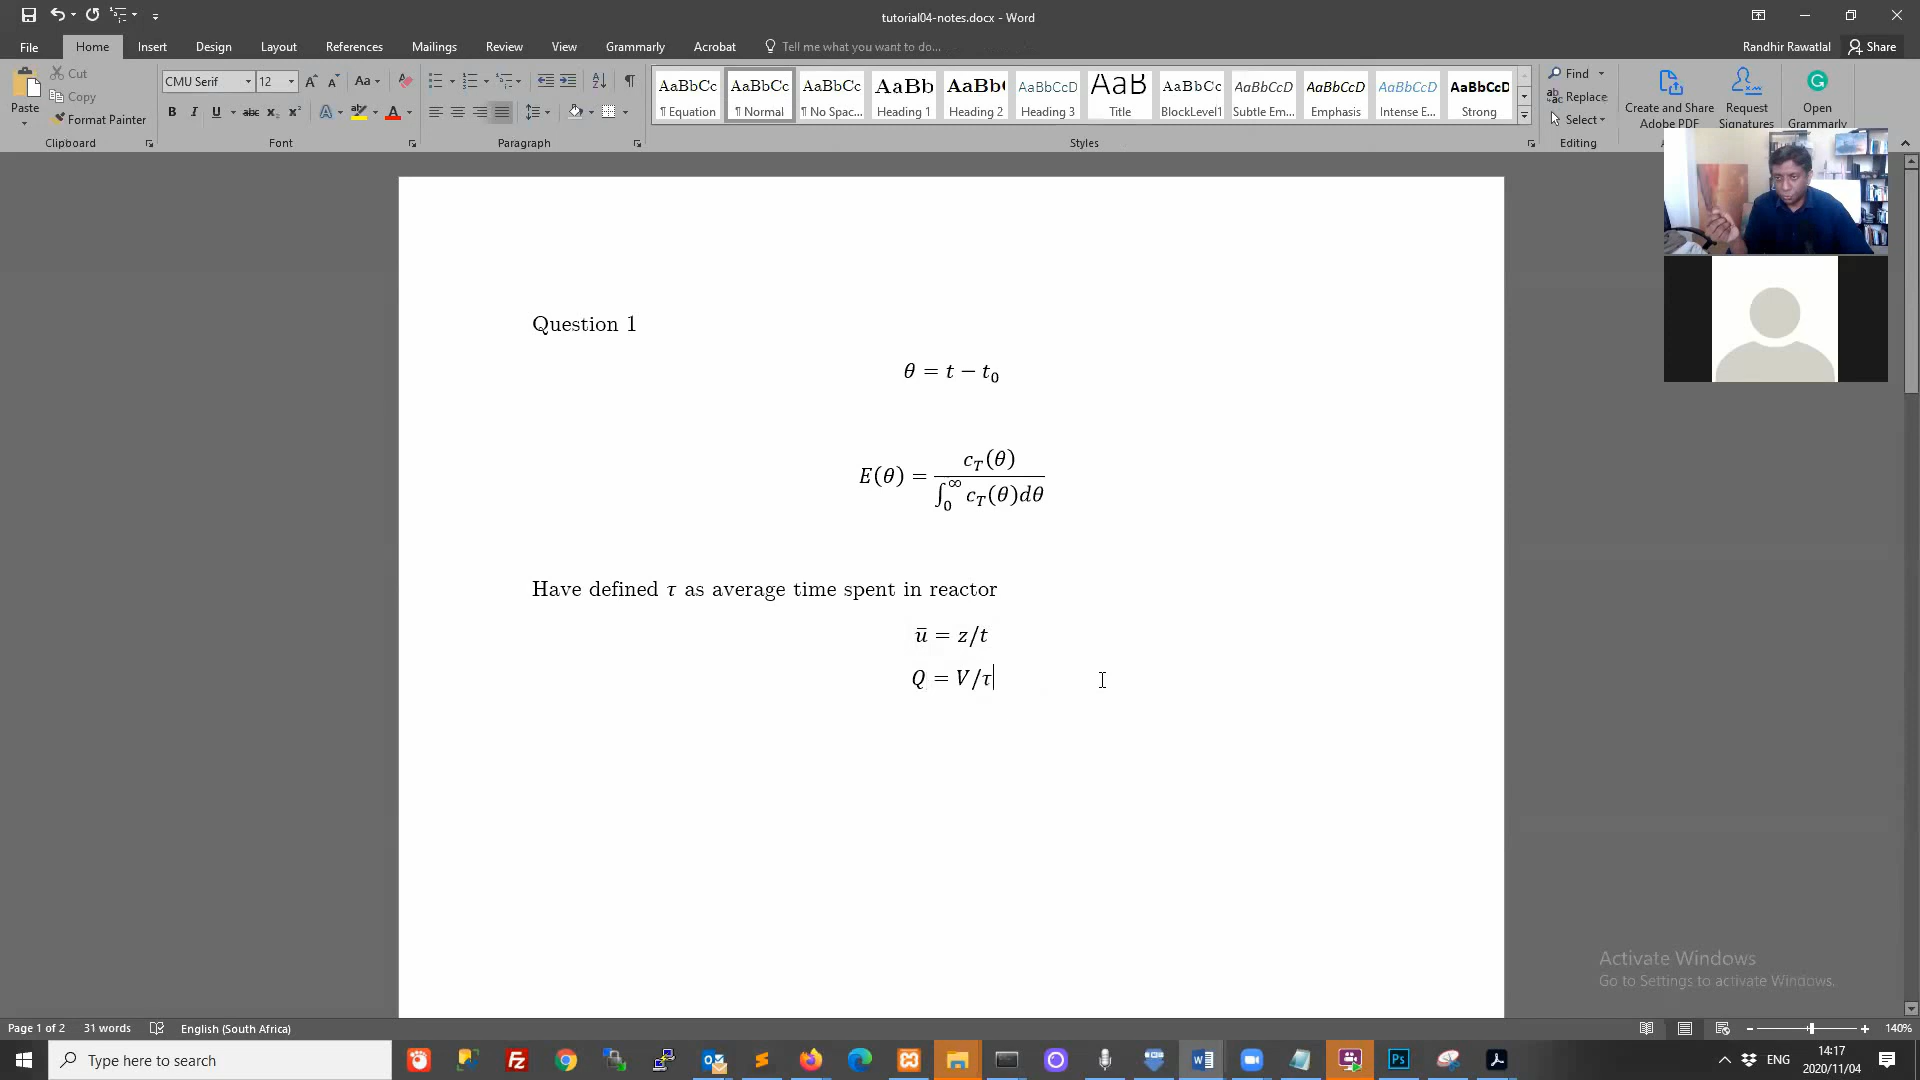 tutorial04-notes.docx - Word
File Home Insert Design Layout References Mailings Review View Grammarly Acrobat Tell me what you want to do... Randhir Rawatlal Share
Paste
Cut
Copy
Format Painter
Clipboard
CMU Serif 12
Font
Paragraph
AaBbCc AaBbCc AaBbCc AaBb AaBb( AaBbCcD AaB AaBbCc AaBbCcD AaBbCcD AaBbCcD AaBbCcD
¶ Equation ¶ Normal ¶ No Spac... Heading 1 Heading 2 Heading 3 Title BlockLevel1 Subtle Em... Emphasis Intense E... Strong
Styles
Find
Replace
Select
Editing
Create and Share Adobe PDF
Request Signatures
Open Grammarly
Question 1
θ = t − t₀
E(θ) = c_T(θ) / ∫₀^∞ c_T(θ)dθ
Have defined τ as average time spent in reactor
ū = z/t
Q = V/τ
Activate Windows
Go to Settings to activate Windows.
Page 1 of 2 31 words English (South Africa) 140%
Type here to search
ENG
14:17
2020/11/04